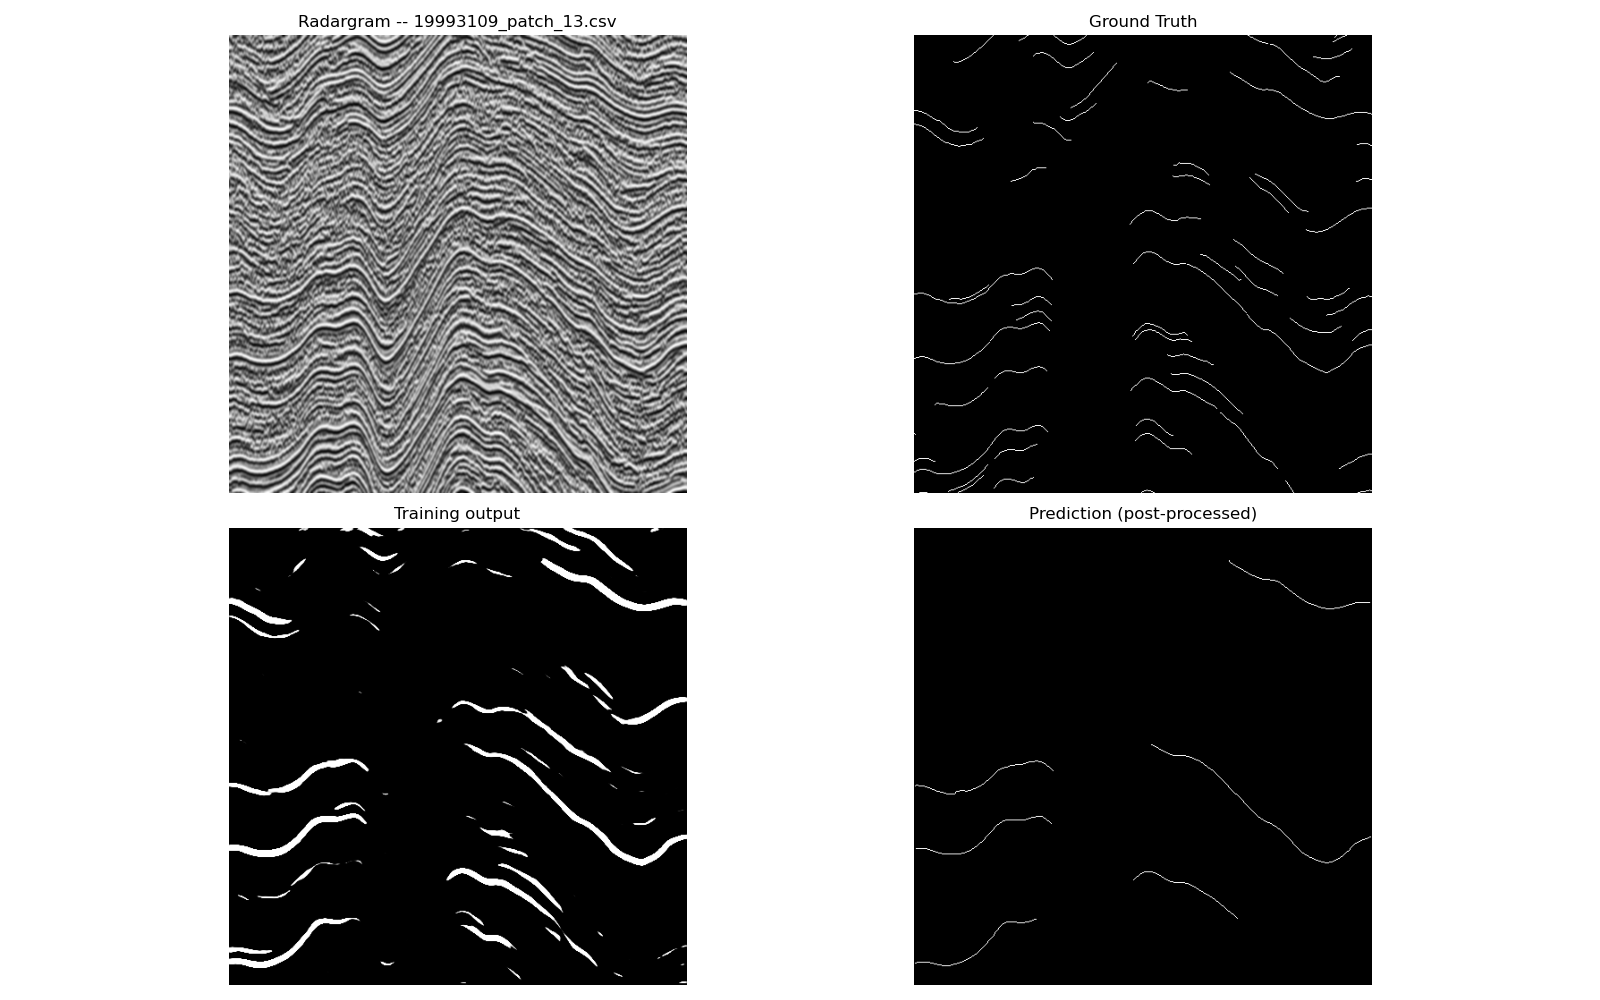 Radargram -- 19993109_patch_13.csv
Ground Truth
Training output
Prediction (post-processed)